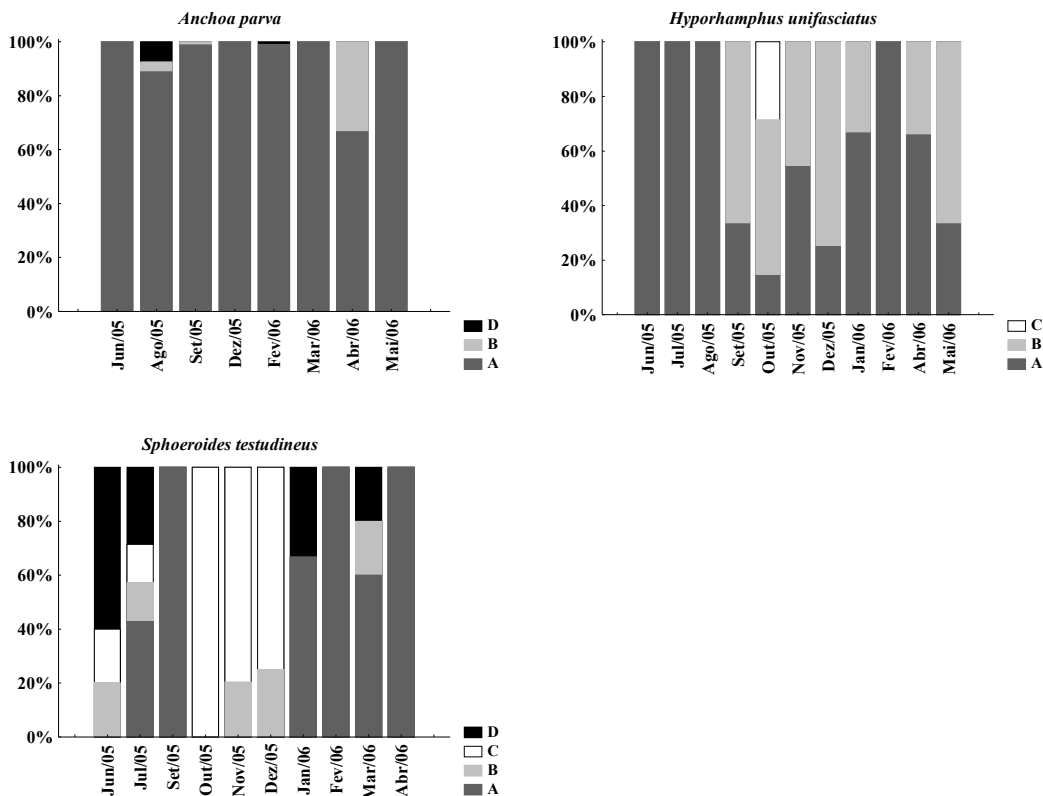 Anchoa parva
100%
80%
60%
40%
20%
0%
Jun/05
Ago/05
Set/05
Dez/05
Fev/06
Mar/06
Abr/06
Mai/06
D
B
A
Hyporhamphus unifasciatus
100%
80%
60%
40%
20%
0%
Jun/05
Jul/05
Ago/05
Set/05
Out/05
Nov/05
Dez/05
Jan/06
Fev/06
Abr/06
Mai/06
C
B
A
Sphoeroides testudineus
100%
80%
60%
40%
20%
0%
Jun/05
Jul/05
Set/05
Out/05
Nov/05
Dez/05
Jan/06
Fev/06
Mar/06
Abr/06
D
C
B
A